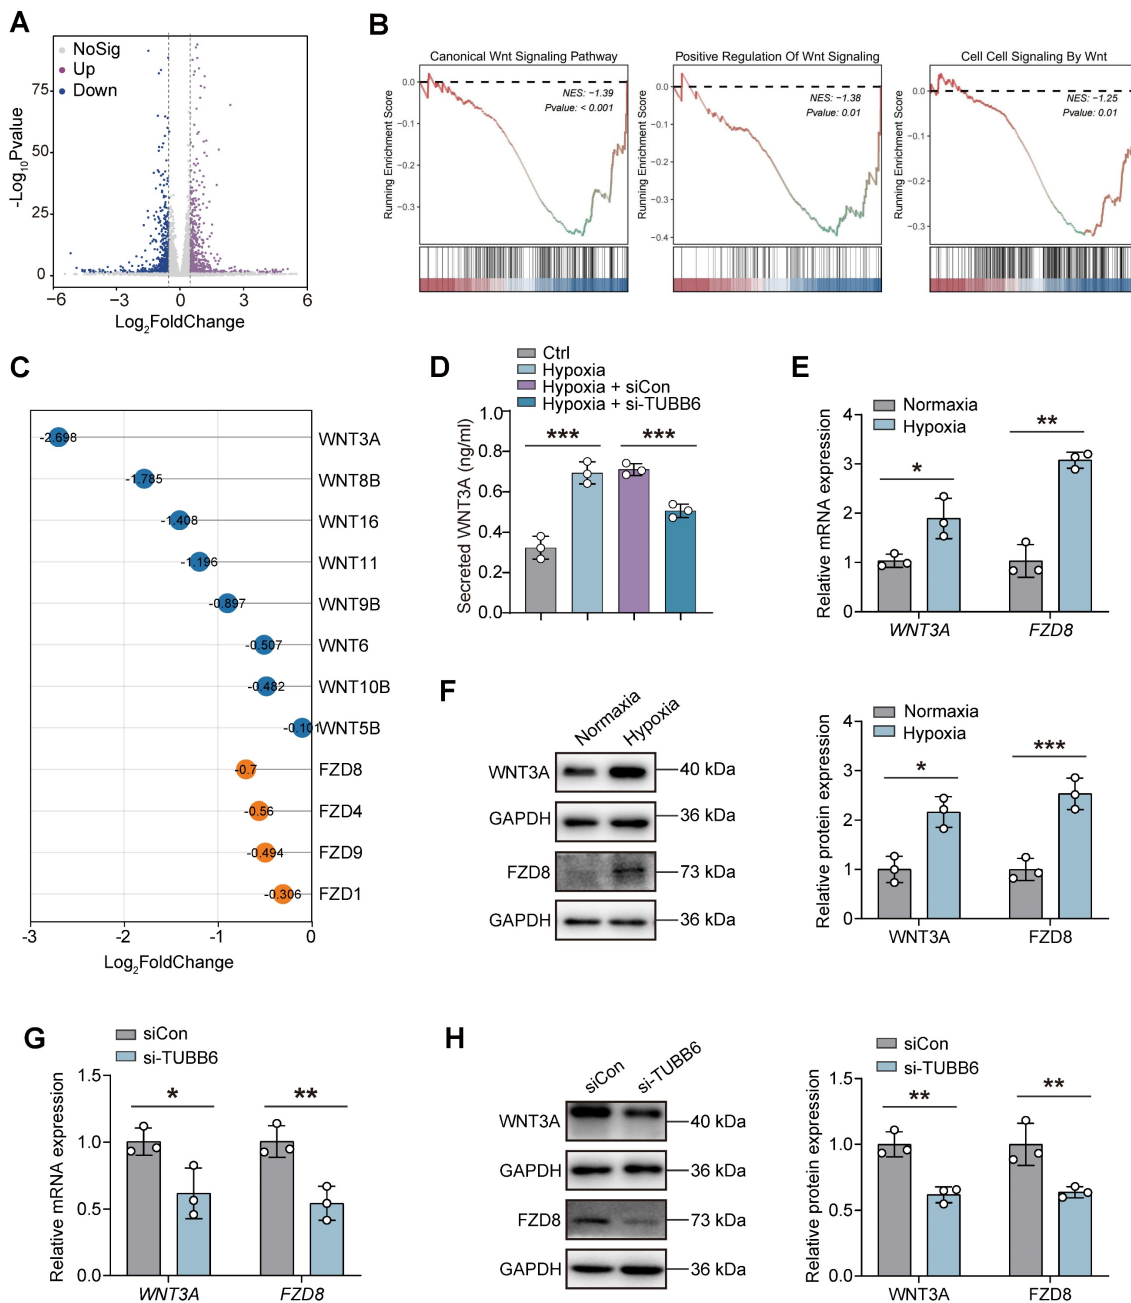 A
NoSig
Up
Down
-Log10Pvalue
75
50
25
0
−6
−3
0
3
6
Log2FoldChange
B
Canonical Wnt Signaling Pathway
Running Enrichment Score
0.0
−0.1
−0.2
−0.3
NES: −1.39
Pvalue: < 0.001
Positive Regulation Of Wnt Signaling
Running Enrichment Score
0.0
−0.1
−0.2
−0.3
−0.4
NES: −1.38
Pvalue: 0.01
Cell Cell Signaling By Wnt
Running Enrichment Score
0.0
−0.1
−0.2
−0.3
NES: −1.25
Pvalue: 0.01
C
-2.698 WNT3A
-1.785 WNT8B
-1.408 WNT16
-1.196 WNT11
-0.897 WNT9B
-0.507 WNT6
-0.482 WNT10B
-0.101 WNT5B
-0.7 FZD8
-0.56 FZD4
-0.494 FZD9
-0.306 FZD1
-3
-2
-1
0
Log2FoldChange
D
Ctrl
Hypoxia
Hypoxia + siCon
Hypoxia + si-TUBB6
Secreted WNT3A (ng/ml)
1.0
0.8
0.6
0.4
0.2
0.0
***
***
E
Normaxia
Hypoxia
Relative mRNA expression
4
3
2
1
0
*
**
WNT3A
FZD8
F
Normaxia
Hypoxia
WNT3A 40 kDa
GAPDH 36 kDa
FZD8 73 kDa
GAPDH 36 kDa
Normaxia
Hypoxia
Relative protein expression
4
3
2
1
0
*
***
WNT3A
FZD8
G
siCon
si-TUBB6
Relative mRNA expression
1.5
1.0
0.5
0.0
*
**
WNT3A
FZD8
H
siCon
si-TUBB6
WNT3A 40 kDa
GAPDH 36 kDa
FZD8 73 kDa
GAPDH 36 kDa
siCon
si-TUBB6
Relative protein expression
1.5
1.0
0.5
0.0
**
**
WNT3A
FZD8